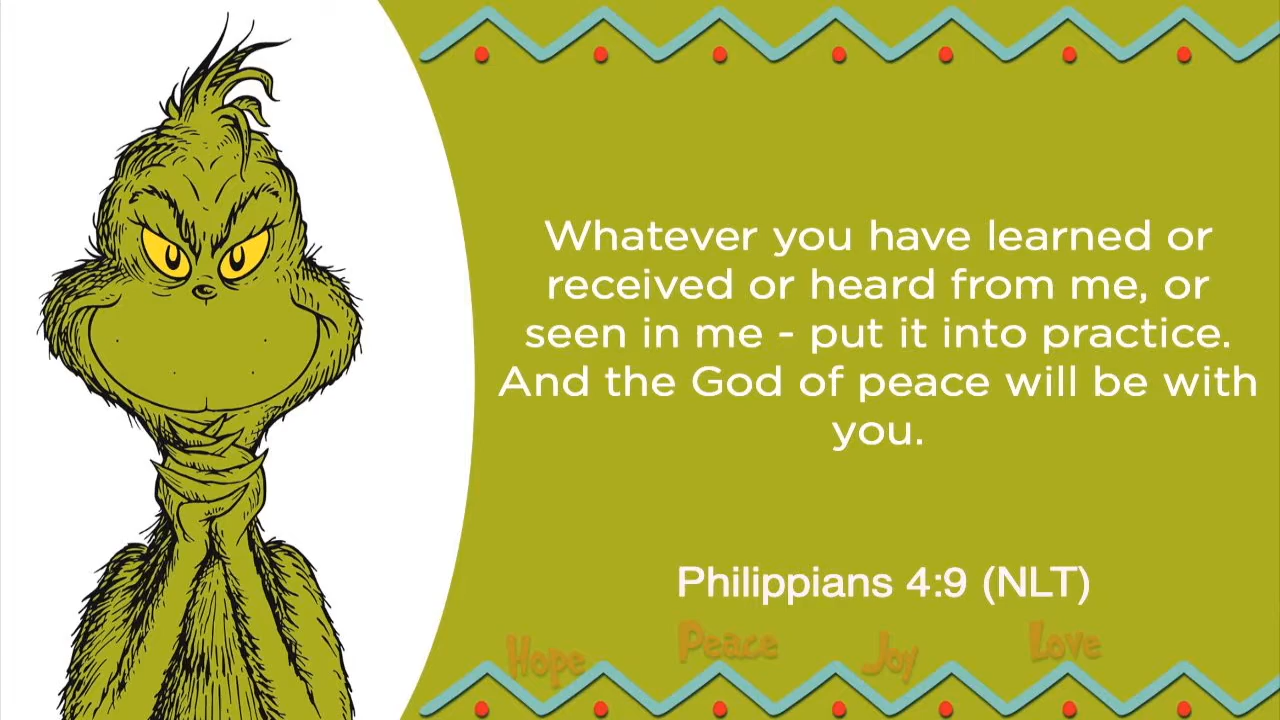 Whatever you have learned or
received or heard from me, or
seen in me - put it into practice.
And the God of peace will be with
you.
Philippians 4:9 (NLT)
Hope Peace Joy Love